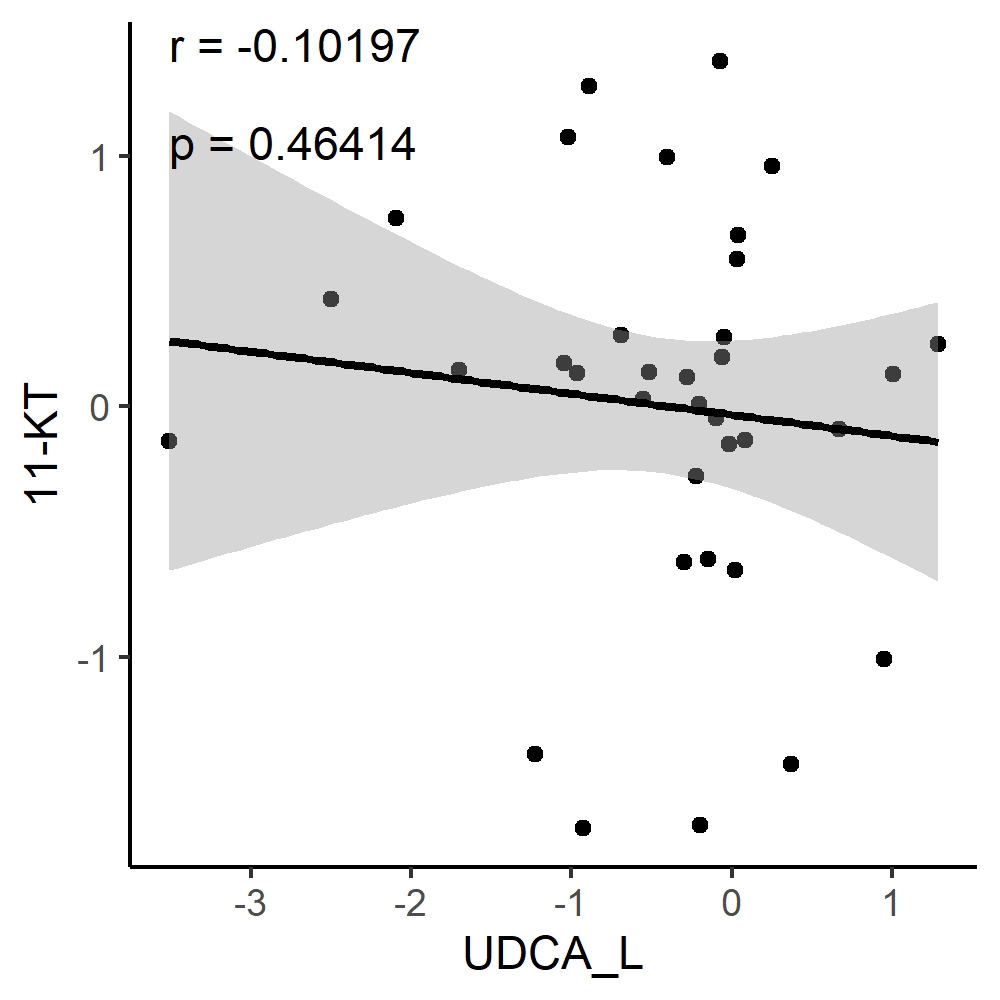 r = -0.10197
p = 0.46414
1
0
-1
11-KT
-3
-2
-1
0
1
UDCA_L